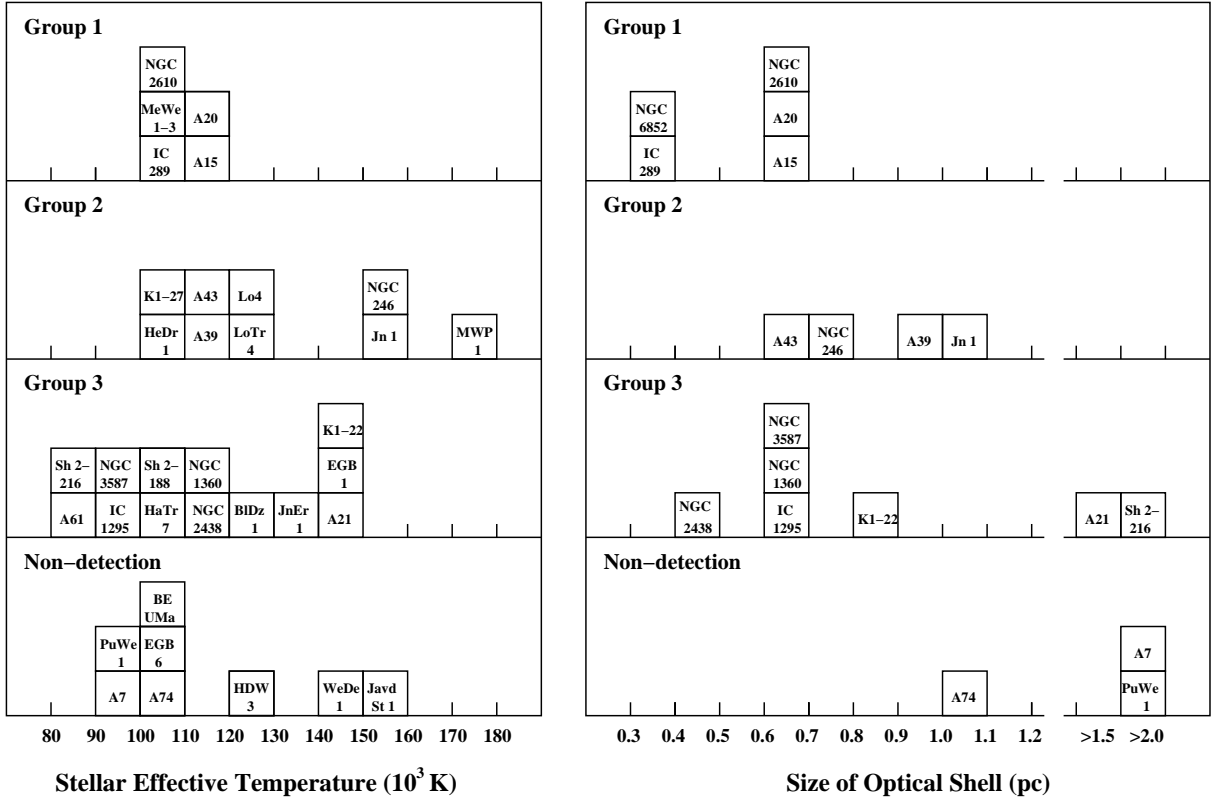 Group 1
NGC
2610
MeWe
1–3
A20
IC
289
A15
Group 2
K1–27
A43
Lo4
NGC
246
HeDr
1
A39
LoTr
4
Jn 1
MWP
1
Group 3
K1–22
Sh 2–
216
NGC
3587
Sh 2–
188
NGC
1360
EGB
1
A61
IC
1295
HaTr
7
NGC
2438
BlDz
1
JnEr
1
A21
Non–detection
BE
UMa
PuWe
1
EGB
6
A7
A74
HDW
3
WeDe
1
Javd
St 1
80 90 100 110 120 130 140 150 160 170 180
Stellar Effective Temperature (10³ K)
Group 1
NGC
2610
NGC
6852
A20
IC
289
A15
Group 2
A43
NGC
246
A39
Jn 1
Group 3
NGC
3587
NGC
1360
NGC
2438
IC
1295
K1–22
A21
Sh 2–
216
Non–detection
A7
A74
PuWe
1
0.3 0.4 0.5 0.6 0.7 0.8 0.9 1.0 1.1 1.2 >1.5 >2.0
Size of Optical Shell (pc)